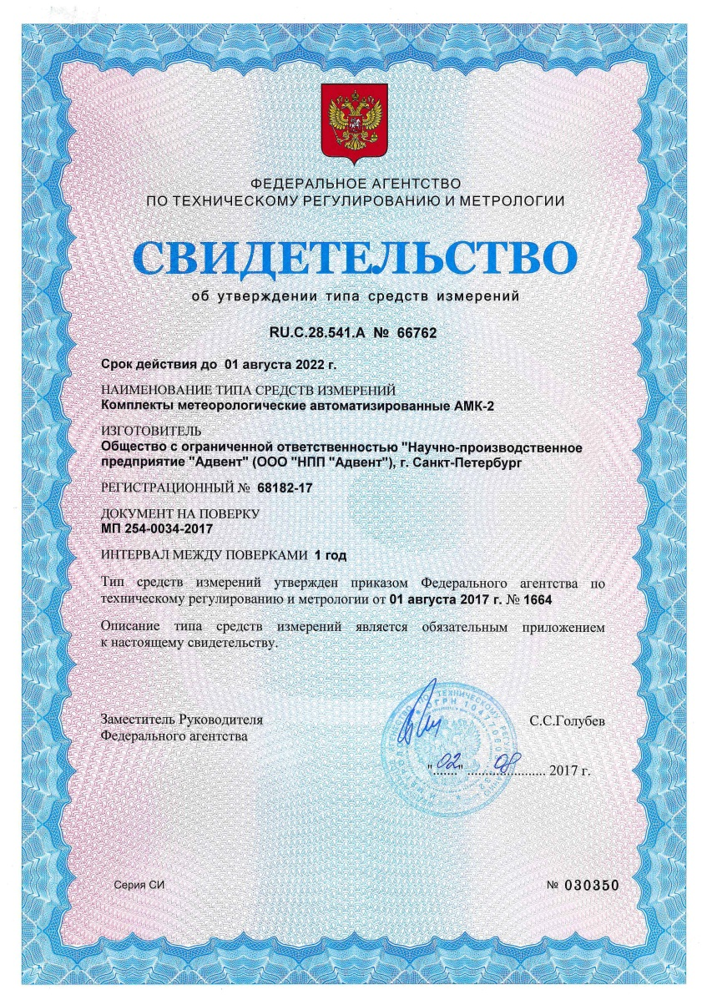 ФЕДЕРАЛЬНОЕ АГЕНТСТВО
ПО ТЕХНИЧЕСКОМУ РЕГУЛИРОВАНИЮ И МЕТРОЛОГИИ
СВИДЕТЕЛЬСТВО
об утверждении типа средств измерений
RU.C.28.541.A № 66762
Срок действия до 01 августа 2022 г.
НАИМЕНОВАНИЕ ТИПА СРЕДСТВ ИЗМЕРЕНИЙ
Комплекты метеорологические автоматизированные АМК-2
ИЗГОТОВИТЕЛЬ
Общество с ограниченной ответственностью "Научно-производственное
предприятие "Адвент" (ООО "НПП "Адвент"), г. Санкт-Петербург
РЕГИСТРАЦИОННЫЙ № 68182-17
ДОКУМЕНТ НА ПОВЕРКУ
МП 254-0034-2017
ИНТЕРВАЛ МЕЖДУ ПОВЕРКАМИ 1 год
Тип средств измерений утвержден приказом Федерального агентства по
техническому регулированию и метрологии от 01 августа 2017 г. № 1664
Описание типа средств измерений является обязательным приложением
к настоящему свидетельству.
Заместитель Руководителя
Федерального агентства
С.С.Голубев
ПО ТЕХНИЧЕСКОМУ
ОГРН
"02" 08 2017 г.
Серия СИ
№ 030350